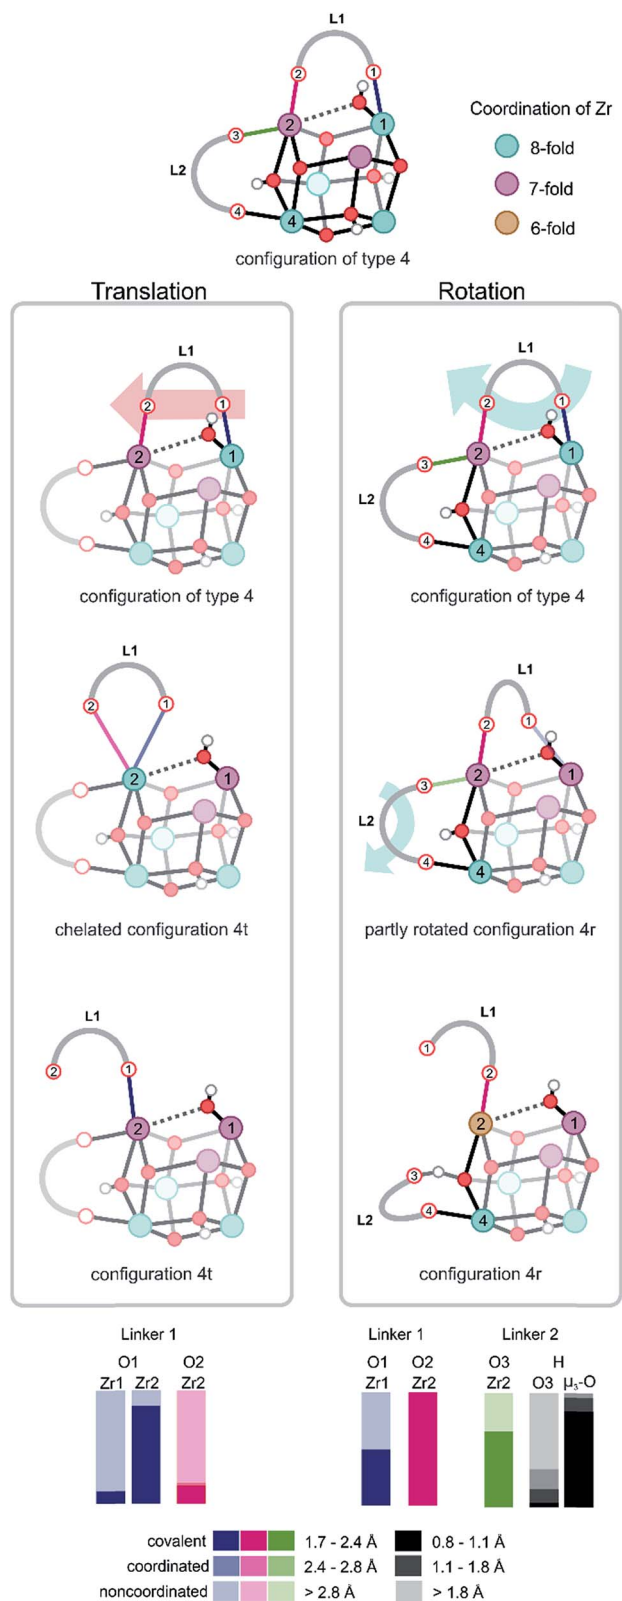 L1
2
1
2
1
3
L2
4
4
Coordination of Zr
8-fold
7-fold
6-fold
configuration of type 4
Translation
Rotation
L1
2
1
2
1
configuration of type 4
L1
2
1
2
1
3
L2
4
4
configuration of type 4
L1
2
1
2
1
chelated configuration 4t
L1
2
1
2
1
3
L2
4
4
partly rotated configuration 4r
L1
2
1
2
1
configuration 4t
L1
1
2
2
1
3
4
4
L2
configuration 4r
Linker 1
O1 O2
Zr1 Zr2 Zr2
Linker 1 Linker 2
O1 O2 O3 H
Zr1 Zr2 Zr2 O3 μ3-O
covalent 1.7 - 2.4 Å 0.8 - 1.1 Å
coordinated 2.4 - 2.8 Å 1.1 - 1.8 Å
noncoordinated > 2.8 Å > 1.8 Å